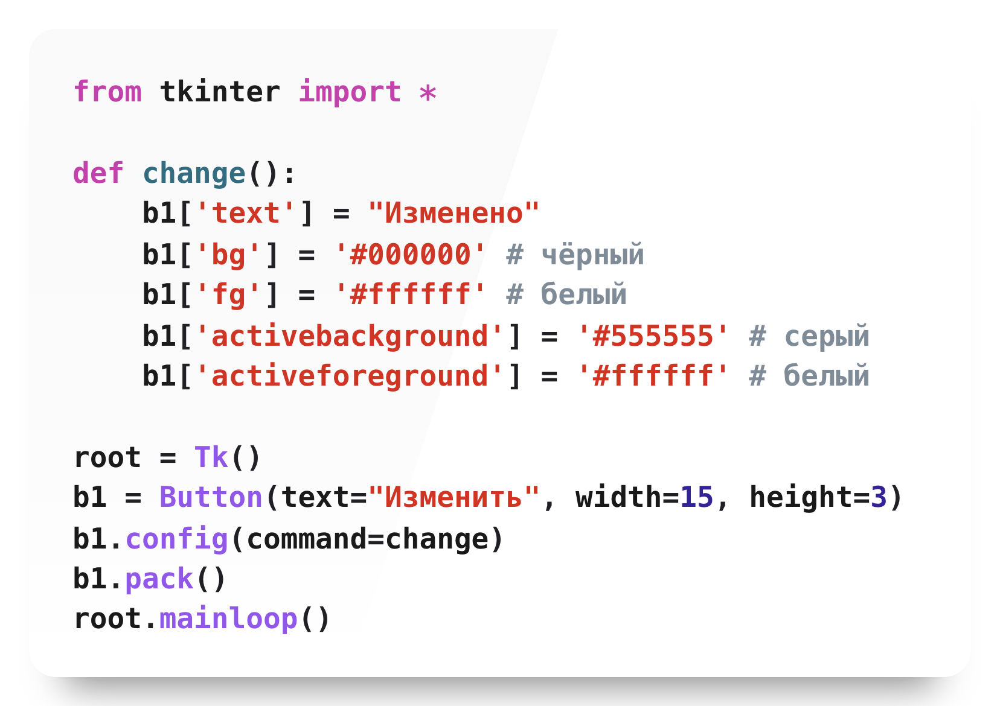 from tkinter import *

def change():
    b1['text'] = "Изменено"
    b1['bg'] = '#000000' # чёрный
    b1['fg'] = '#ffffff' # белый
    b1['activebackground'] = '#555555' # серый
    b1['activeforeground'] = '#ffffff' # белый

root = Tk()
b1 = Button(text="Изменить", width=15, height=3)
b1.config(command=change)
b1.pack()
root.mainloop()